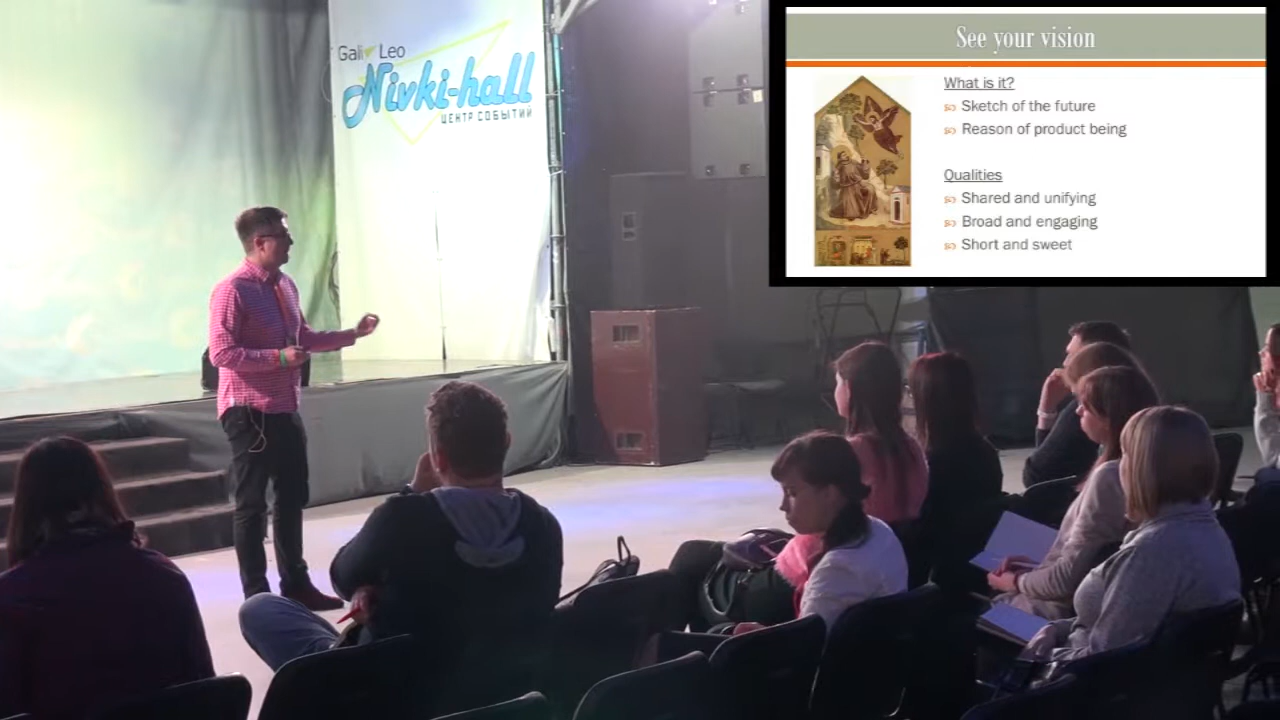 Gali Leo
Nivki-hall
ЦЕНТР СОБЫТИЙ
See your vision
What is it?
Sketch of the future
Reason of product being
Qualities
Shared and unifying
Broad and engaging
Short and sweet